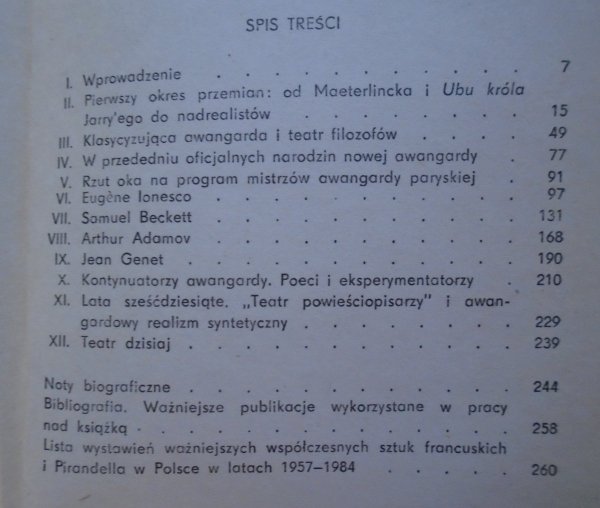 SPIS TREŚCI
I. Wprowadzenie . . . . . . . . . . . 7
II. Pierwszy okres przemian: od Maeterlincka i Ubu króla
Jarry'ego do nadrealistów . . . . . . . 15
III. Klasycyzująca awangarda i teatr filozofów . . . . 49
IV. W przededniu oficjalnych narodzin nowej awangardy . 77
V. Rzut oka na program mistrzów awangardy paryskiej . 91
VI. Eugène Ionesco . . . . . . . . . . . 97
VII. Samuel Beckett . . . . . . . . . . . 131
VIII. Arthur Adamov . . . . . . . . . . . 168
IX. Jean Genet . . . . . . . . . . . . 190
X. Kontynuatorzy awangardy. Poeci i eksperymentatorzy . 210
XI. Lata sześćdziesiąte. „Teatr powieściopisarzy” i awan-
gardowy realizm syntetyczny . . . . . . . 229
XII. Teatr dzisiaj . . . . . . . . . . . . 239
Noty biograficzne . . . . . . . . . . . 244
Bibliografia. Ważniejsze publikacje wykorzystane w pracy
nad książką . . . . . . . . . . . . . 258
Lista wystawień ważniejszych współczesnych sztuk francuskich
i Pirandella w Polsce w latach 1957–1984 . . . . 260